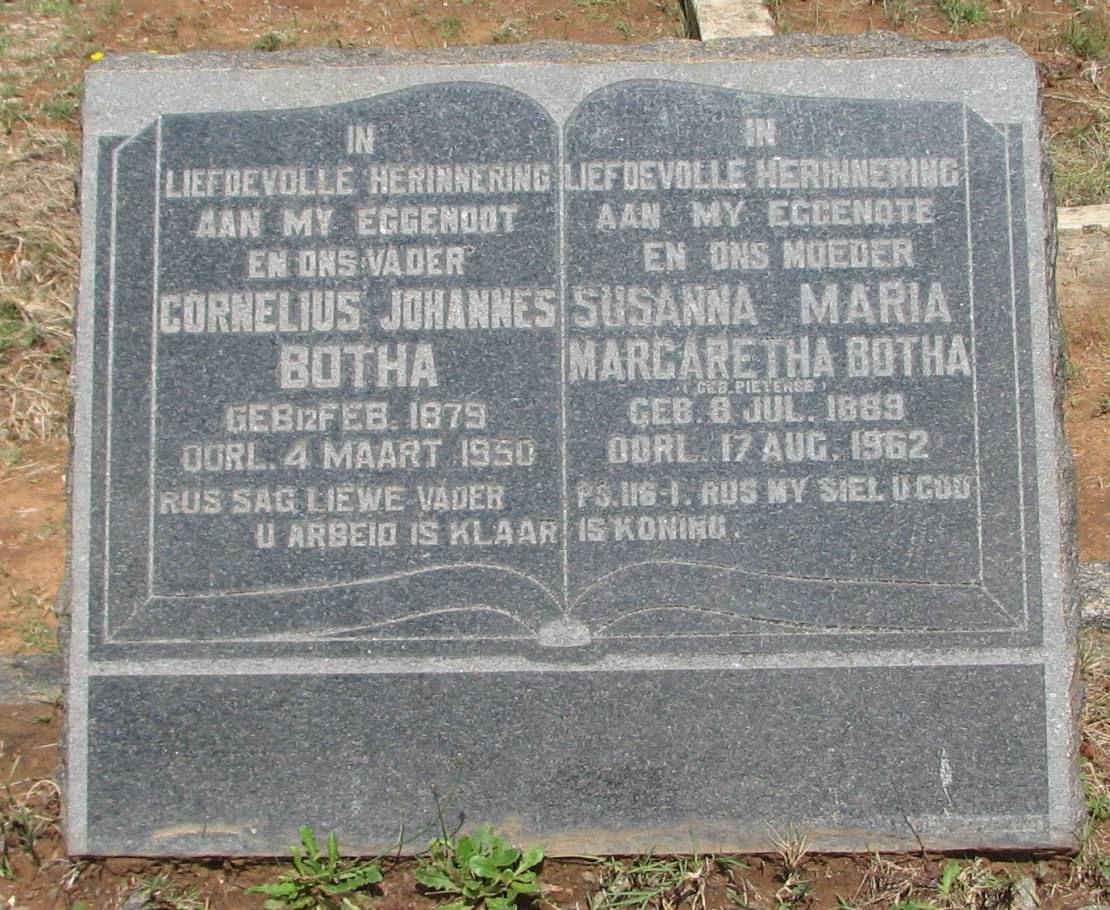 IN
LIEFDEVOLLE HERINNERING
AAN MY EGGENOOT
EN ONS VADER
CORNELIUS JOHANNES
BOTHA
GEB 12 FEB. 1879
OORL. 4 MAART 1950
RUS SAG LIEWE VADER
U ARBEID IS KLAAR
IN
LIEFDEVOLLE HERINNERING
AAN MY EGGENOTE
EN ONS MOEDER
SUSANNA MARIA
MARGARETHA BOTHA
( GEB. PIETERSE )
GEB. 8 JUL. 1889
OORL. 17 AUG. 1962
PS. 116-1. RUS MY SIEL U GOD
IS KONING.